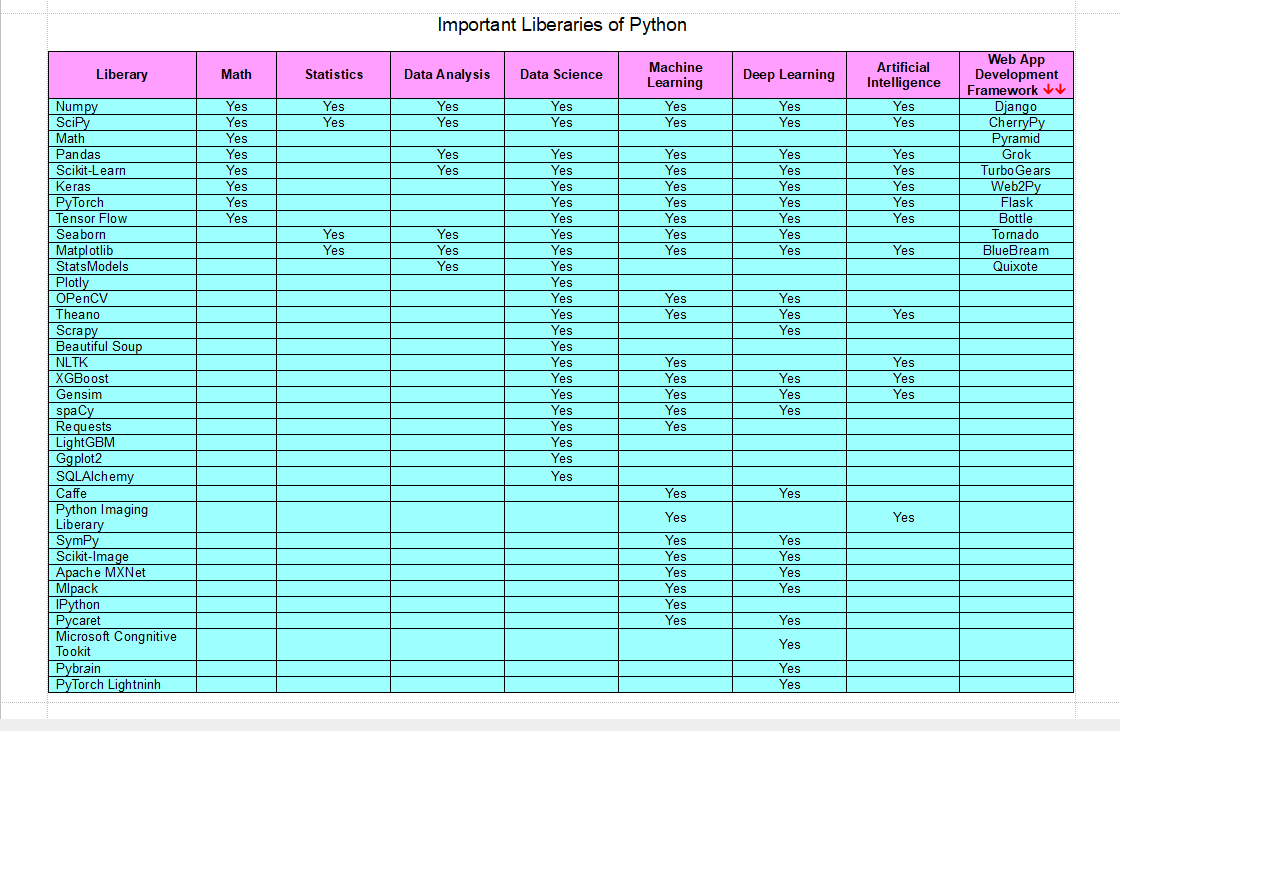 Important Liberaries of Python
Liberary Math Statistics Data Analysis Data Science Machine Learning Deep Learning Artificial Intelligence Web App Development Framework ↓↓
Numpy Yes Yes Yes Yes Yes Yes Yes Django
SciPy Yes Yes Yes Yes Yes Yes Yes CherryPy
Math Yes Pyramid
Pandas Yes Yes Yes Yes Yes Yes Grok
Scikit-Learn Yes Yes Yes Yes Yes Yes TurboGears
Keras Yes Yes Yes Yes Yes Web2Py
PyTorch Yes Yes Yes Yes Yes Flask
Tensor Flow Yes Yes Yes Yes Yes Bottle
Seaborn Yes Yes Yes Yes Yes Tornado
Matplotlib Yes Yes Yes Yes Yes Yes BlueBream
StatsModels Yes Yes Quixote
Plotly Yes
OPenCV Yes Yes Yes
Theano Yes Yes Yes Yes
Scrapy Yes Yes
Beautiful Soup Yes
NLTK Yes Yes Yes
XGBoost Yes Yes Yes Yes
Gensim Yes Yes Yes Yes
spaCy Yes Yes Yes
Requests Yes Yes
LightGBM Yes
Ggplot2 Yes
SQLAlchemy Yes
Caffe Yes Yes
Python Imaging
Liberary Yes Yes
SymPy Yes Yes
Scikit-Image Yes Yes
Apache MXNet Yes Yes
Mlpack Yes Yes
IPython Yes
Pycaret Yes Yes
Microsoft Congnitive
Tookit Yes
Pybrain Yes
PyTorch Lightninh Yes